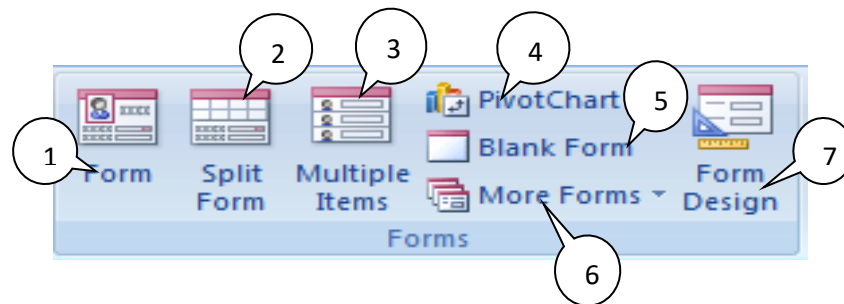 2
3
4
PivotChart
5
1
Form
Split
Form
Multiple
Items
Blank Form
More Forms
Form
Design
7
Forms
6